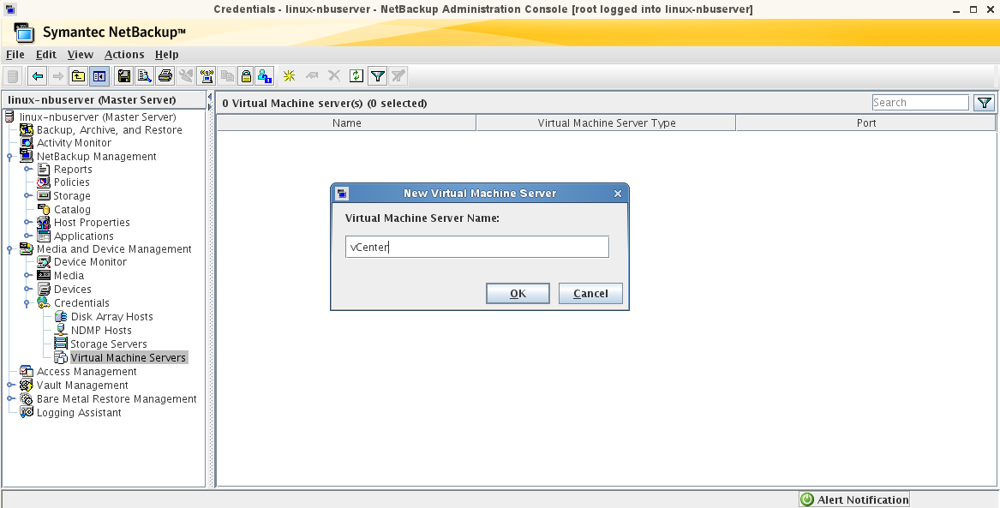 Credentials - linux-nbuserver - NetBackup Administration Console [root logged into linux-nbuserver]
Symantec NetBackup™
File Edit View Actions Help
linux-nbuserver (Master Server)
linux-nbuserver (Master Server)
Backup, Archive, and Restore
Activity Monitor
NetBackup Management
Reports
Policies
Storage
Catalog
Host Properties
Applications
Media and Device Management
Device Monitor
Media
Devices
Credentials
Disk Array Hosts
NDMP Hosts
Storage Servers
Virtual Machine Servers
Access Management
Vault Management
Bare Metal Restore Management
Logging Assistant
0 Virtual Machine server(s) (0 selected)
Search
Name Virtual Machine Server Type Port
New Virtual Machine Server
Virtual Machine Server Name:
vCenter
OK Cancel
Alert Notification